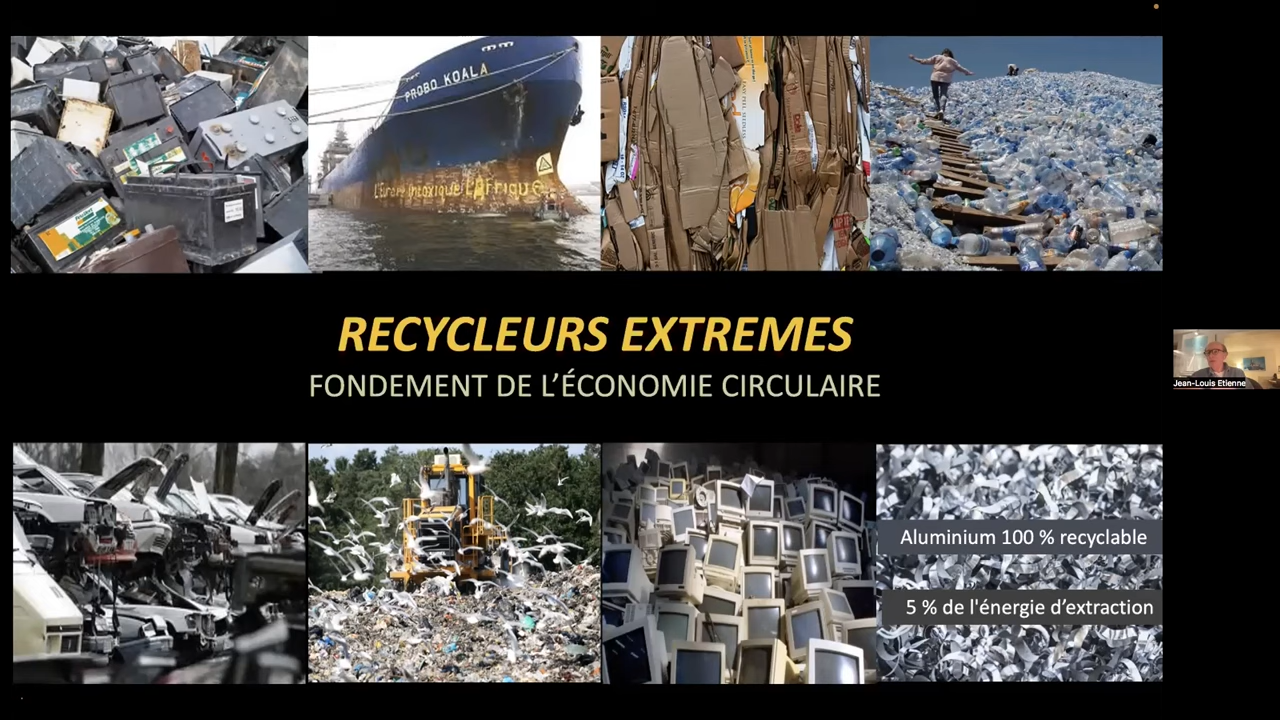 PROBO KOALA
L'Europe intoxique L'AFrique
RECYCLEURS EXTREMES
FONDEMENT DE L'ÉCONOMIE CIRCULAIRE
Jean-Louis Etienne
Aluminium 100 % recyclable
5 % de l'énergie d'extraction